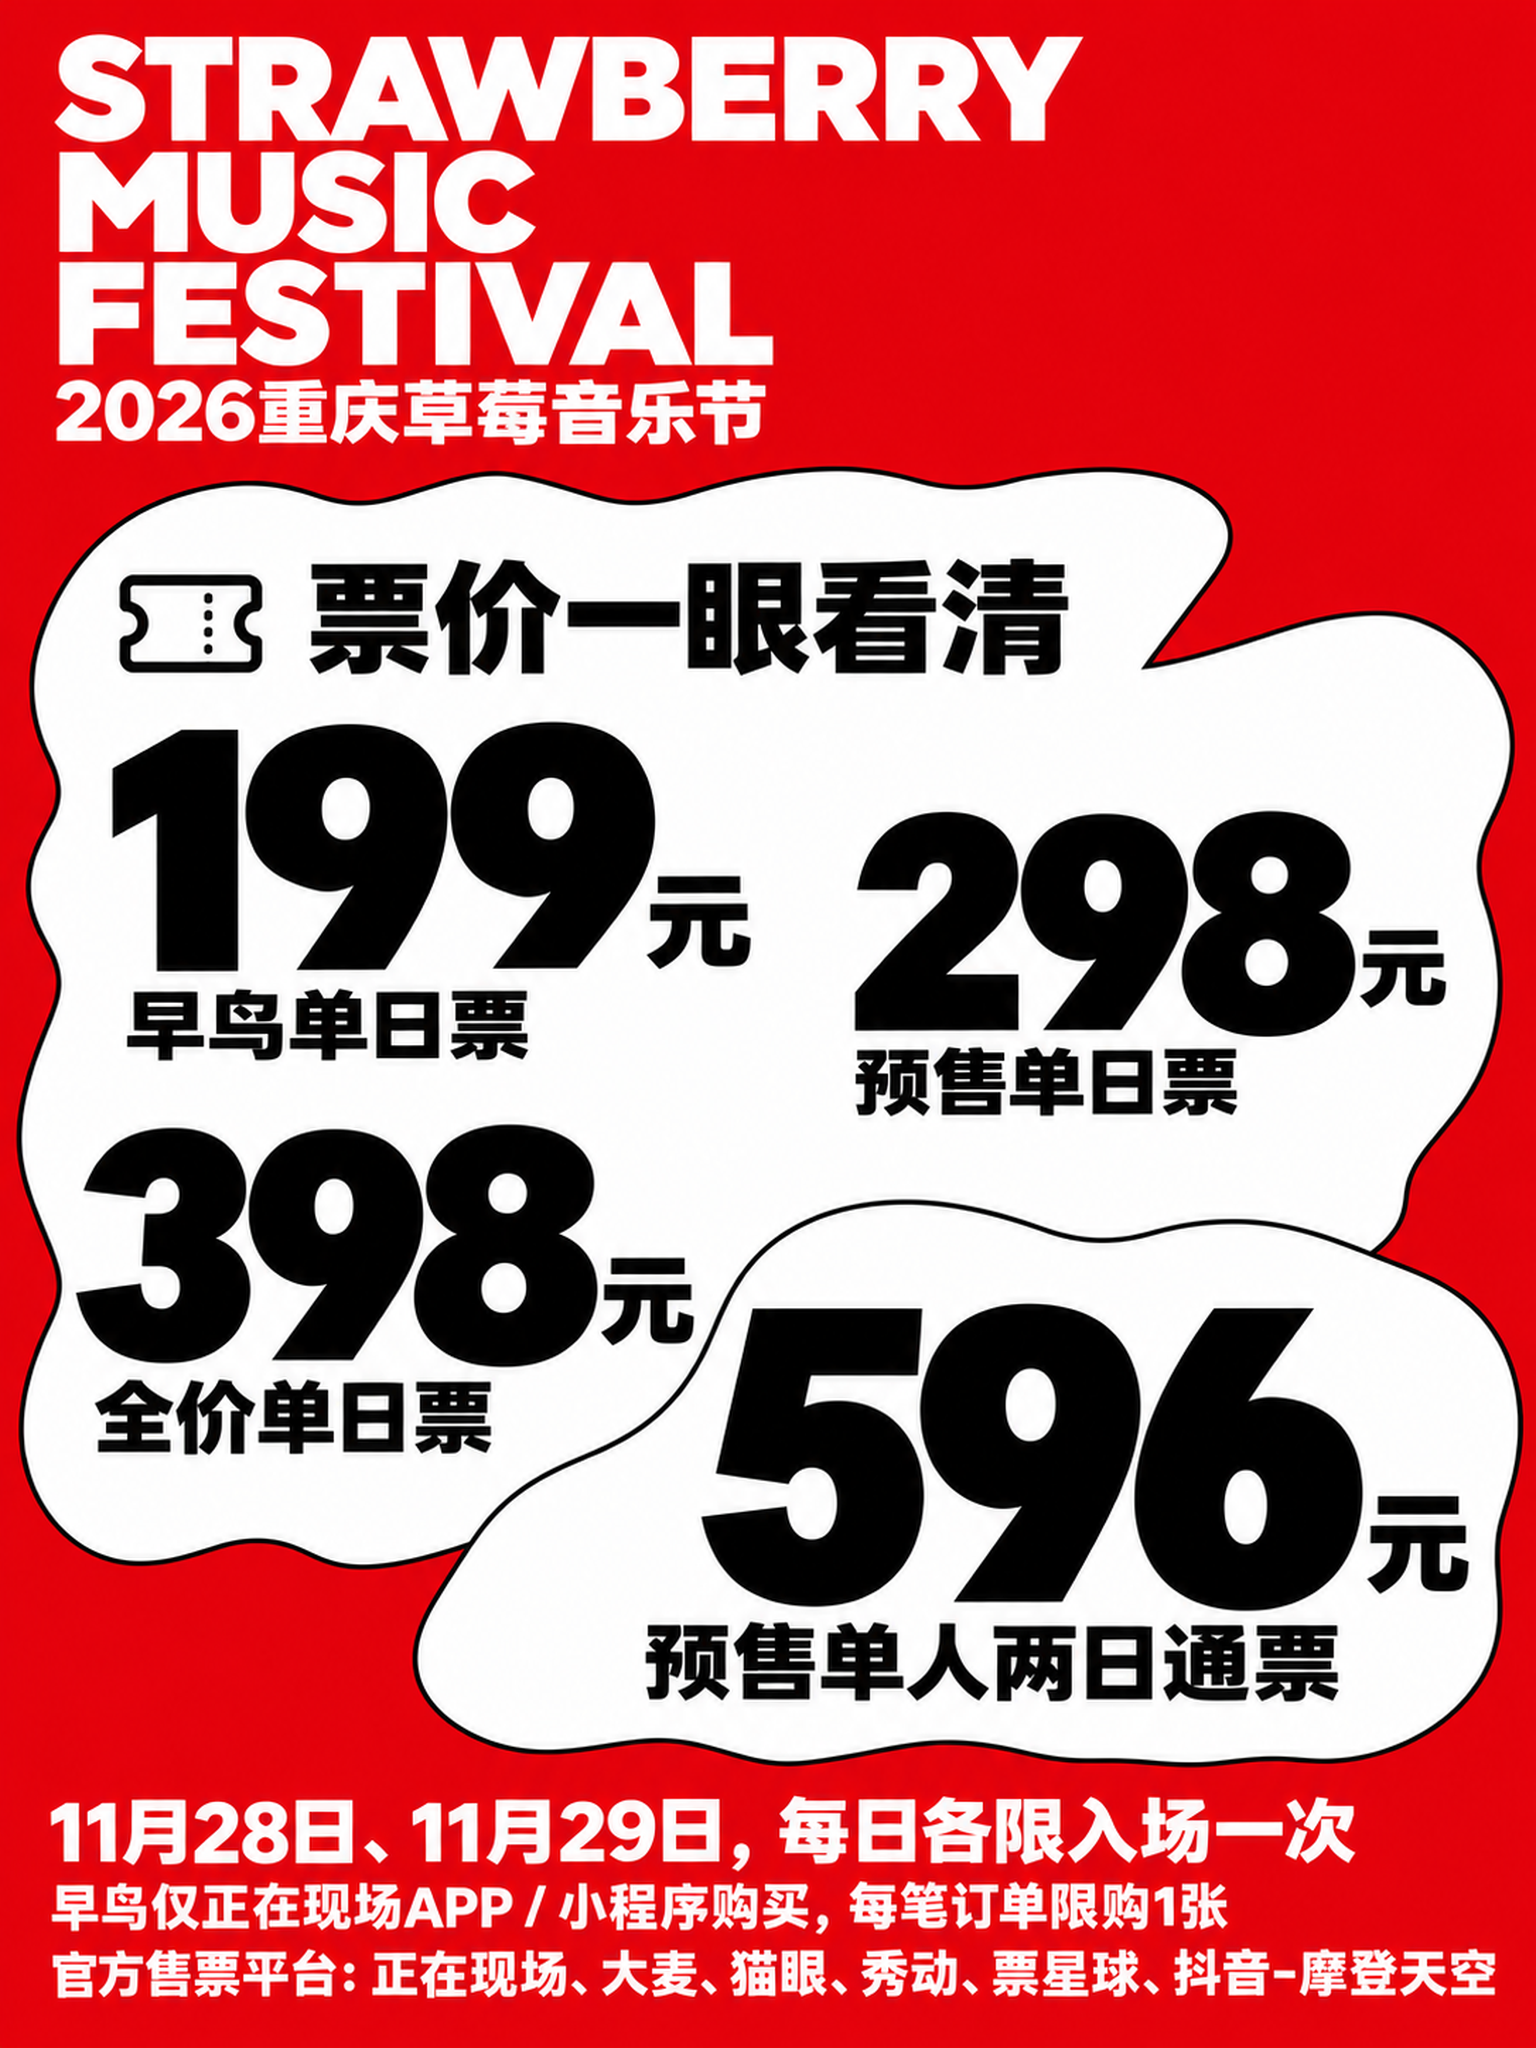 STRAWBERRY
MUSIC
FESTIVAL
2026重庆草莓音乐节
票价一眼看清
199元
早鸟单日票
298元
预售单日票
398元
全价单日票
596元
预售单人两日通票
11月28日、11月29日，每日各限入场一次
早鸟仅正在现场APP / 小程序购买，每笔订单限购1张
官方售票平台：正在现场、大麦、猫眼、秀动、票星球、抖音-摩登天空